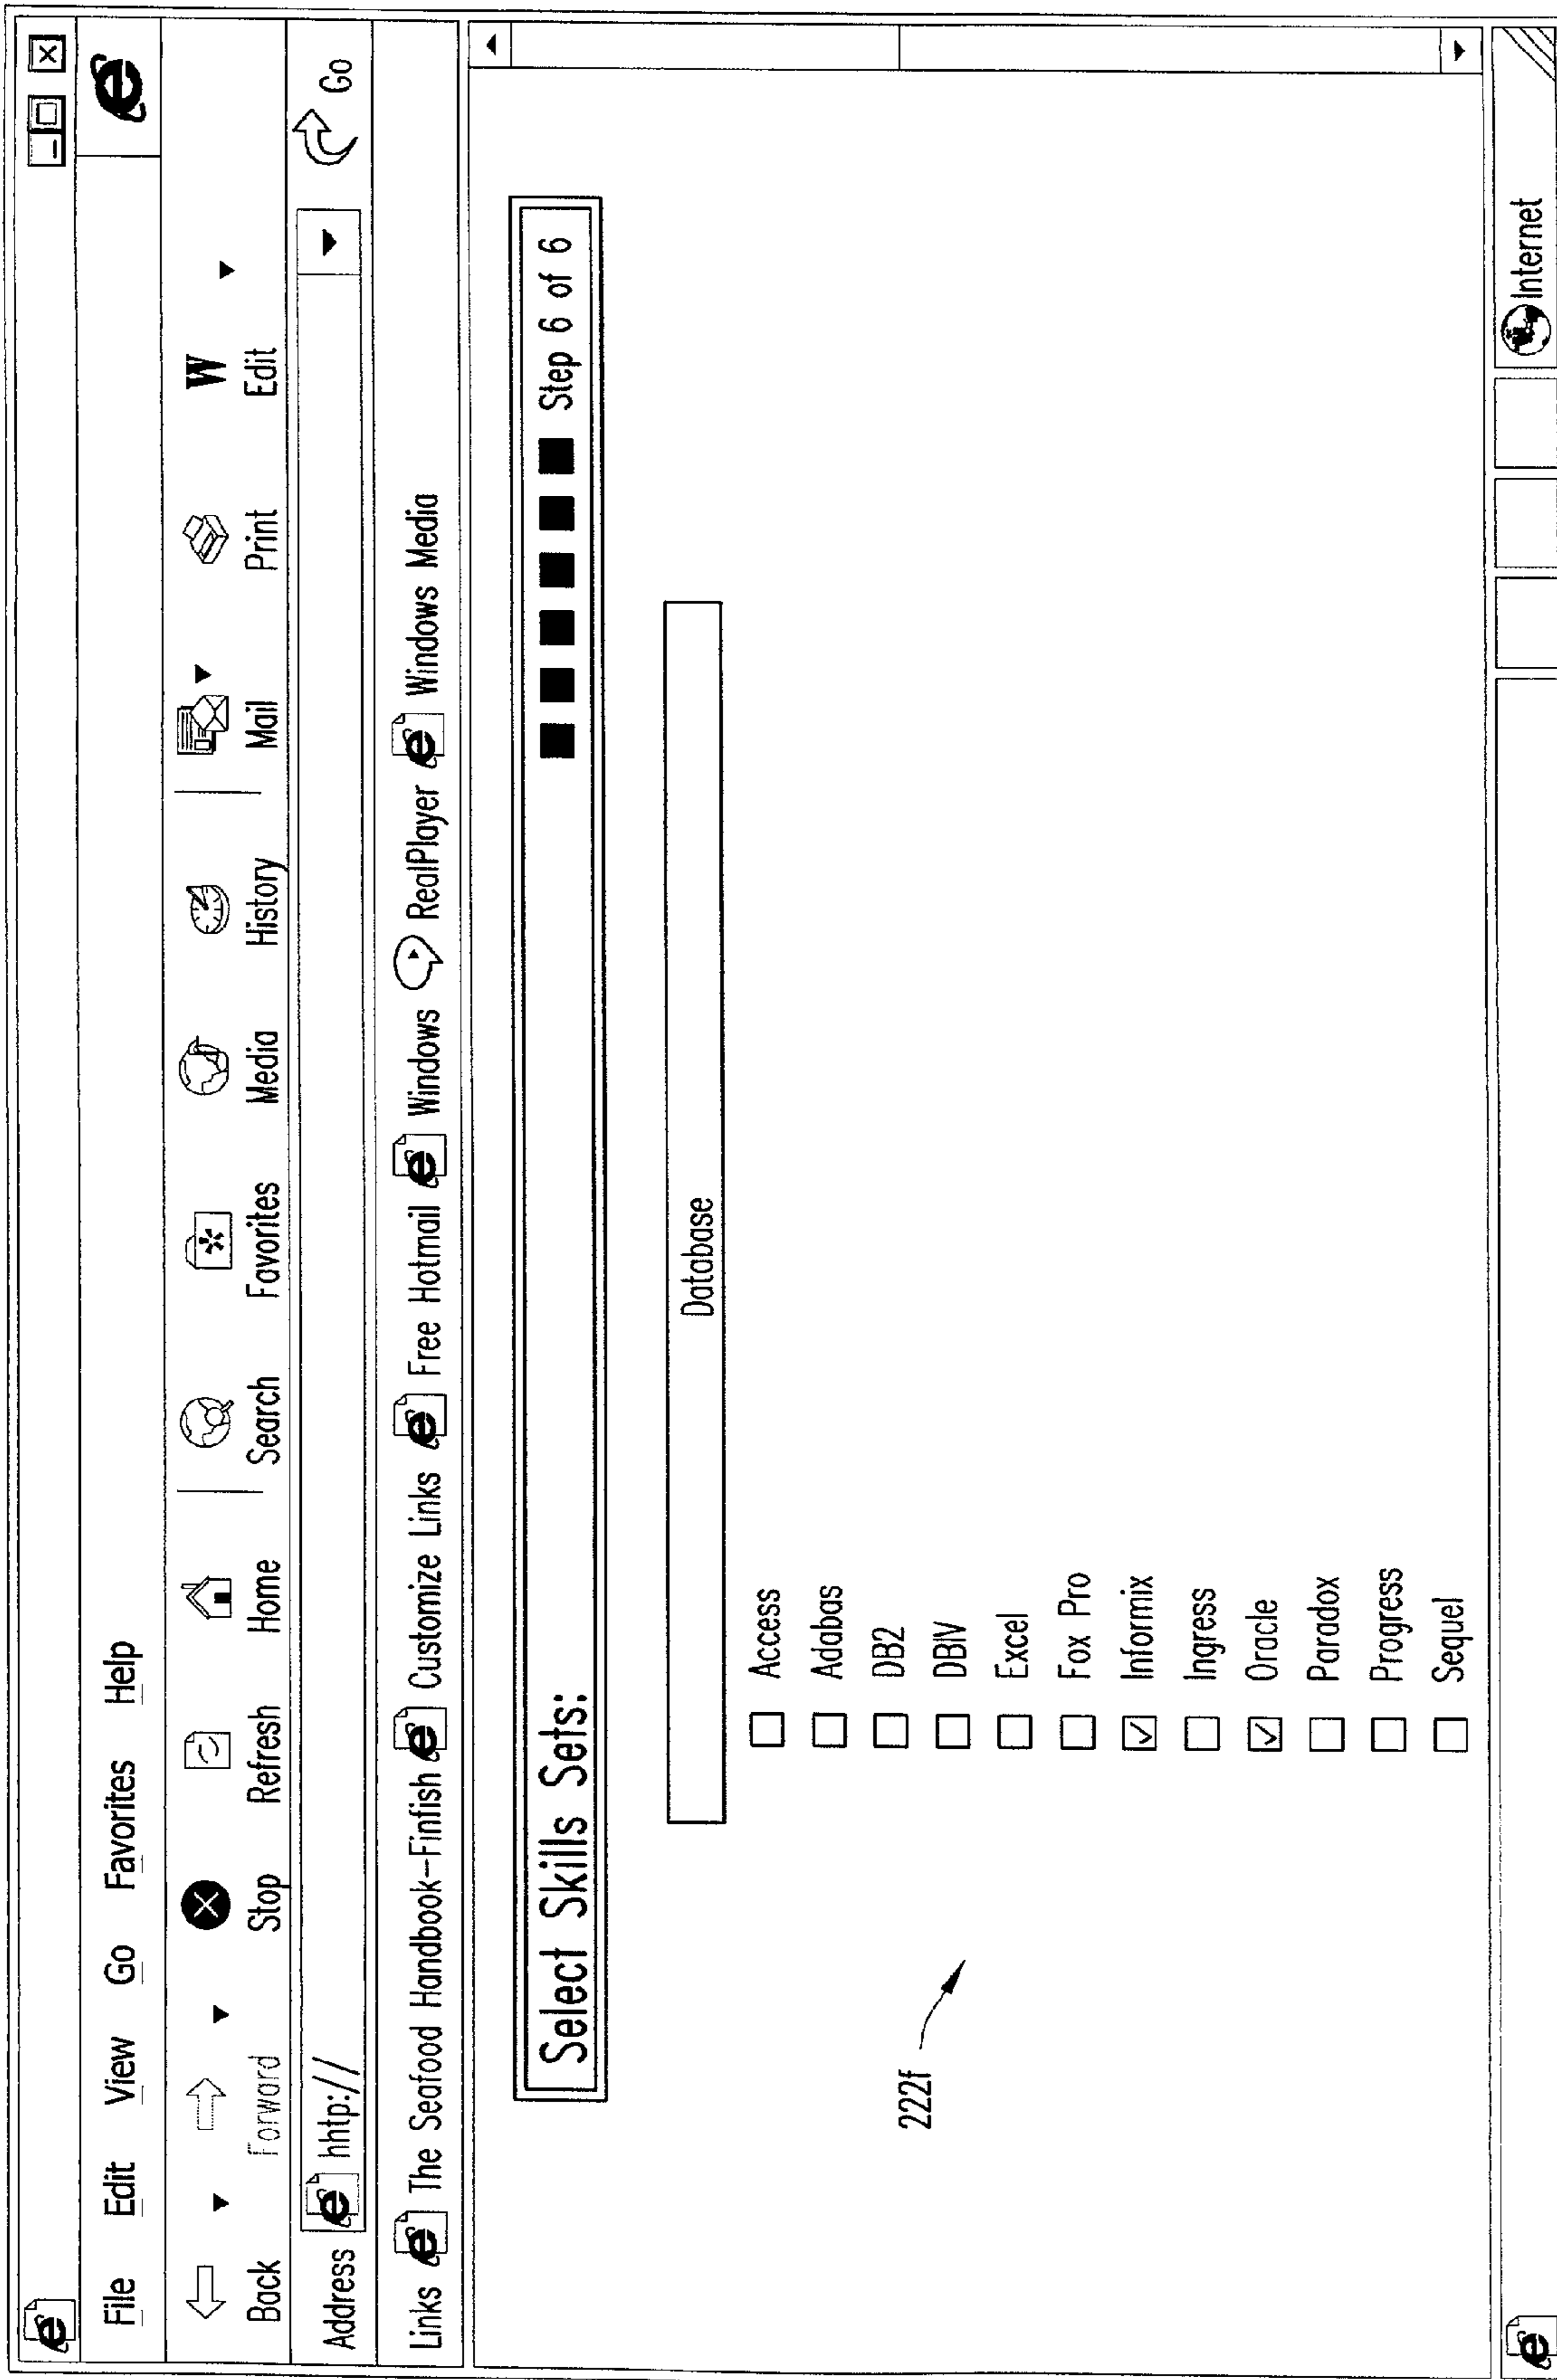 File Edit View Go Favorites Help
Back Forward Stop Refresh Home Search Favorites Media History Mail Print Edit
Address hhtp:// Go
Links The Seafood Handbook-Finfish Customize Links Free Hotmail Windows RealPlayer Windows Media
Select Skills Sets: Step 6 of 6
Database
Access
Adabas
DB2
DBIV
Excel
Fox Pro
Informix
Ingress
Oracle
Paradox
Progress
Sequel
222f
Internet